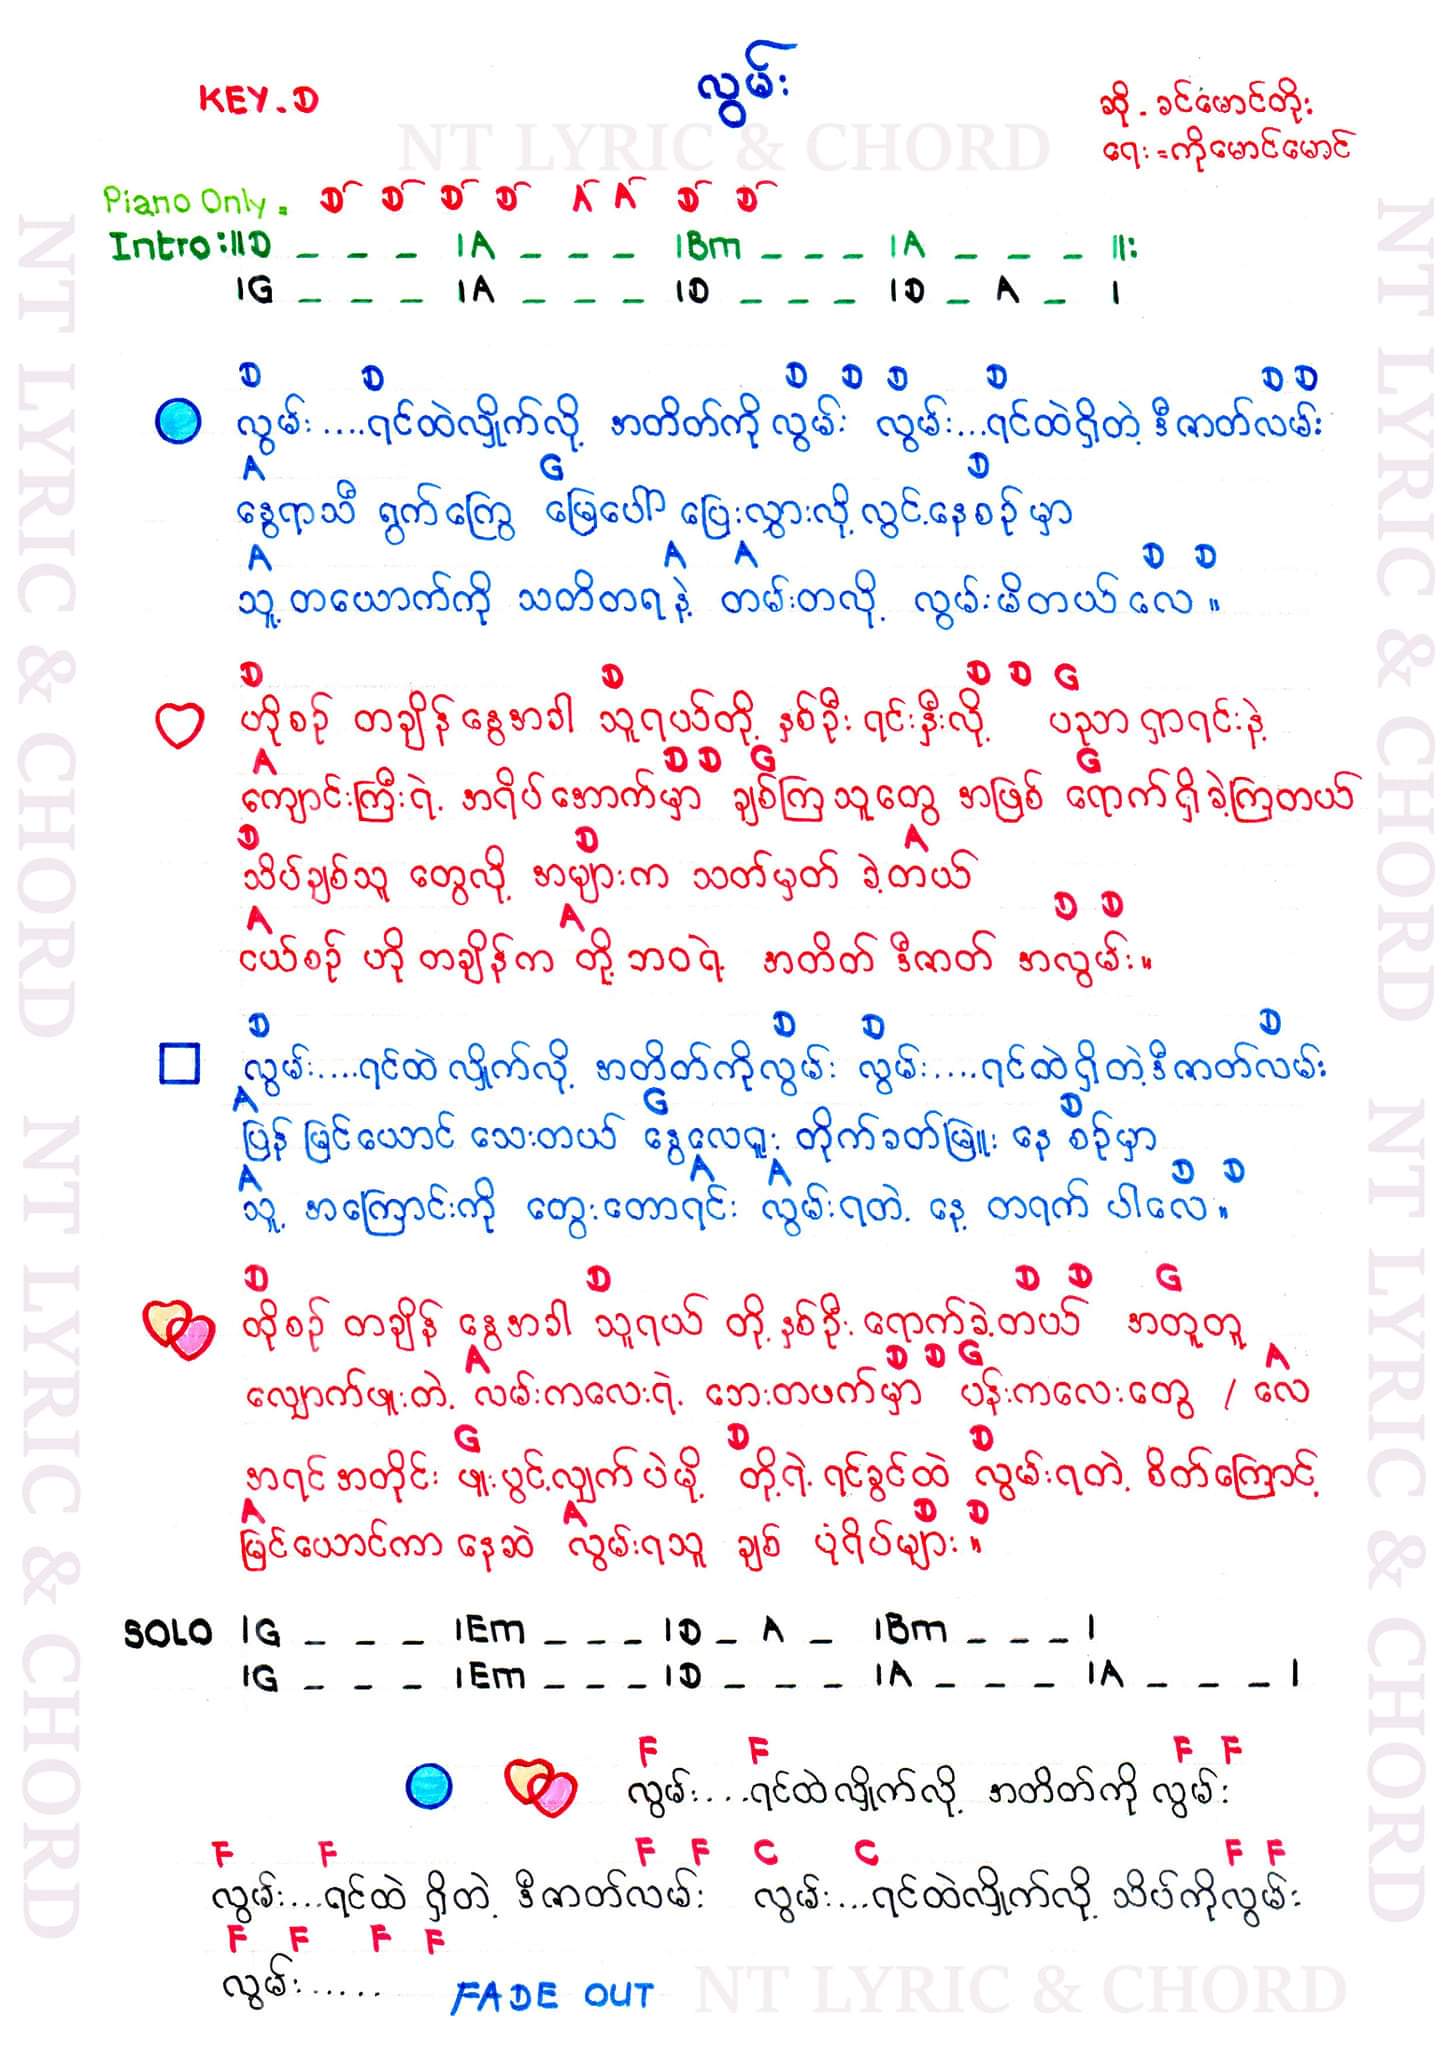 လွမ်း
KEY. D
ဆို - ခင်မောင်တိုး
ရေး = ကိုမောင်မောင်
NT LYRIC & CHORD
Piano Only = D D D D A A D D
Intro :|| D _ _ _ | A _ _ _ | Bm _ _ _ | A _ _ _ ||:
| G _ _ _ | A _ _ _ | D _ _ _ | D _ A _ |
D D D D D D D D
လွမ်း....ရင်ထဲလှိုက်လို့ အတိတ်ကို လွမ်း လွမ်း...ရင်ထဲရှိတဲ့ ဒီဇာတ်လမ်း
A G D
နွေရာသီ ရွက်ကြွေ မြေပေါ် ပြေးလွှားလို့ လွင့်နေစဉ်မှာ
A A A D D
သူ့တယောက်ကို သတိတရနဲ့ တမ်းတလို့ လွမ်းမိတယ်လေ။
D D D D G
ဟိုစဉ် တချိန် နွေအခါ သူရယ်တို့ နှစ်ဦး ရင်းနှီးလို့ ပညာ ရှာရင်းနဲ့
A D D G G
ကျောင်းကြီးရဲ့ အရိပ်အောက်မှာ ချစ်ကြသူတွေ အဖြစ် ရောက်ရှိခဲ့ကြတယ်
D D A
သိပ်ချစ်သူ တွေလို့ အများက သတ်မှတ် ခဲ့တယ်
A A D D
ငယ်စဉ် ဟို တချိန်က တို့ ဘဝရဲ့ အတိတ် ဒီဇာတ် အလွမ်း။
D D D D
လွမ်း....ရင်ထဲ လှိုက်လို့ အတိတ်ကိုလွမ်း လွမ်း....ရင်ထဲရှိတဲ့ဒီဇာတ်လမ်း
A G D
ပြန် မြင်ယောင် သေးတယ် နွေလေရူး တိုက်ခတ်မြူး နေ စဉ်မှာ
A A A D D
သူ့ အကြောင်းကို တွေးတောရင်း လွမ်းရတဲ့ နေ့ တရက် ပါလေ။
D D D D G
ထိုစဉ် တချိန် နွေအခါ သူရယ် တို့နှစ်ဦး ရောက်ခဲ့တယ် အတူတူ
A D D G A
လျှောက်ဖူးတဲ့ လမ်းကလေးရဲ့ ဘေးတဖက်မှာ ပန်းကလေးတွေ / လေ
G D D
အရင်အတိုင်း ဖူးပွင့်လျှက်ပဲမို့ တို့ရဲ့ ရင်ခွင်ထဲ လွမ်းရတဲ့ စိတ်ကြောင့်
A A D D
မြင်ယောင်ကာ နေဆဲ လွမ်းရသူ ချစ် ပုံရိပ်များ။
SOLO | G _ _ _ | Em _ _ _ | D _ A _ | Bm _ _ _ |
| G _ _ _ | Em _ _ _ | D _ _ _ | A _ _ _ | A _ _ _ |
F F F F
လွမ်း....ရင်ထဲလှိုက်လို့ အတိတ်ကို လွမ်း
F F F F C C F F
လွမ်း...ရင်ထဲ ရှိတဲ့ ဒီဇာတ်လမ်း လွမ်း...ရင်ထဲလှိုက်လို့ သိပ်ကိုလွမ်း
F F F F
လွမ်း......
FADE OUT
NT LYRIC & CHORD
NT LYRIC & CHORD NT LYRIC & CHORD
NT LYRIC & CHORD NT LYRIC & CHORD